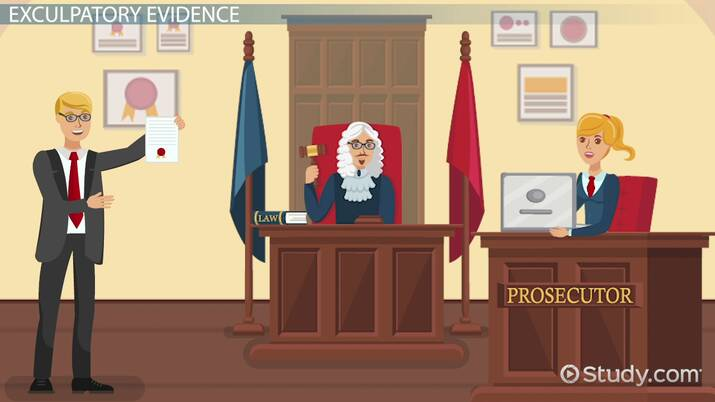 EXCULPATORY EVIDENCE
LAW
PROSECUTOR
Study.com